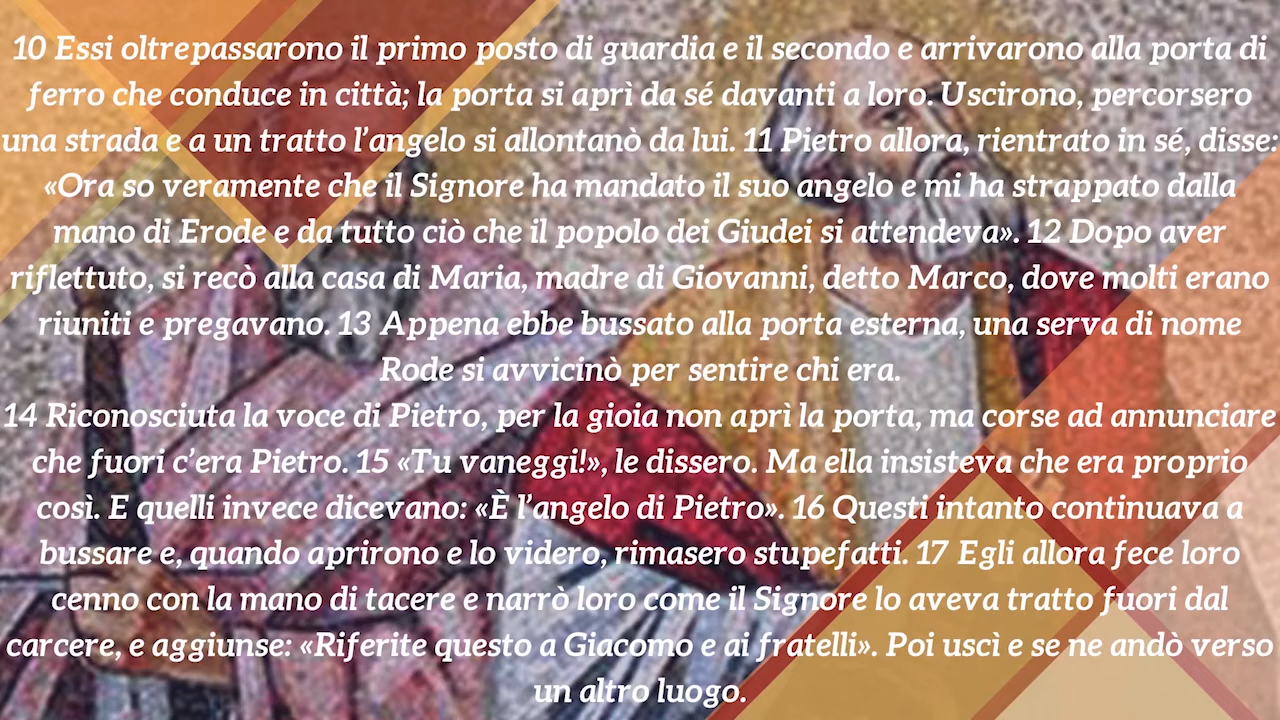 10 Essi oltrepassarono il primo posto di guardia e il secondo e arrivarono alla porta di
ferro che conduce in città; la porta si aprì da sé davanti a loro. Uscirono, percorsero
una strada e a un tratto l’angelo si allontanò da lui. 11 Pietro allora, rientrato in sé, disse:
«Ora so veramente che il Signore ha mandato il suo angelo e mi ha strappato dalla
mano di Erode e da tutto ciò che il popolo dei Giudei si attendeva». 12 Dopo aver
riflettuto, si recò alla casa di Maria, madre di Giovanni, detto Marco, dove molti erano
riuniti e pregavano. 13 Appena ebbe bussato alla porta esterna, una serva di nome
Rode si avvicinò per sentire chi era.
14 Riconosciuta la voce di Pietro, per la gioia non aprì la porta, ma corse ad annunciare
che fuori c’era Pietro. 15 «Tu vaneggi!», le dissero. Ma ella insisteva che era proprio
così. E quelli invece dicevano: «È l’angelo di Pietro». 16 Questi intanto continuava a
bussare e, quando aprirono e lo videro, rimasero stupefatti. 17 Egli allora fece loro
cenno con la mano di tacere e narrò loro come il Signore lo aveva tratto fuori dal
carcere, e aggiunse: «Riferite questo a Giacomo e ai fratelli». Poi uscì e se ne andò verso
un altro luogo.